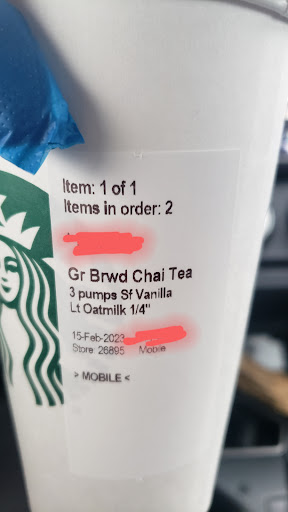 Item: 1 of 1
Items in order: 2
Gr Brwd Chai Tea
3 pumps Sf Vanilla
Lt Oatmilk 1/4"
15-Feb-2023
Store: 26895 Mobile
> MOBILE <